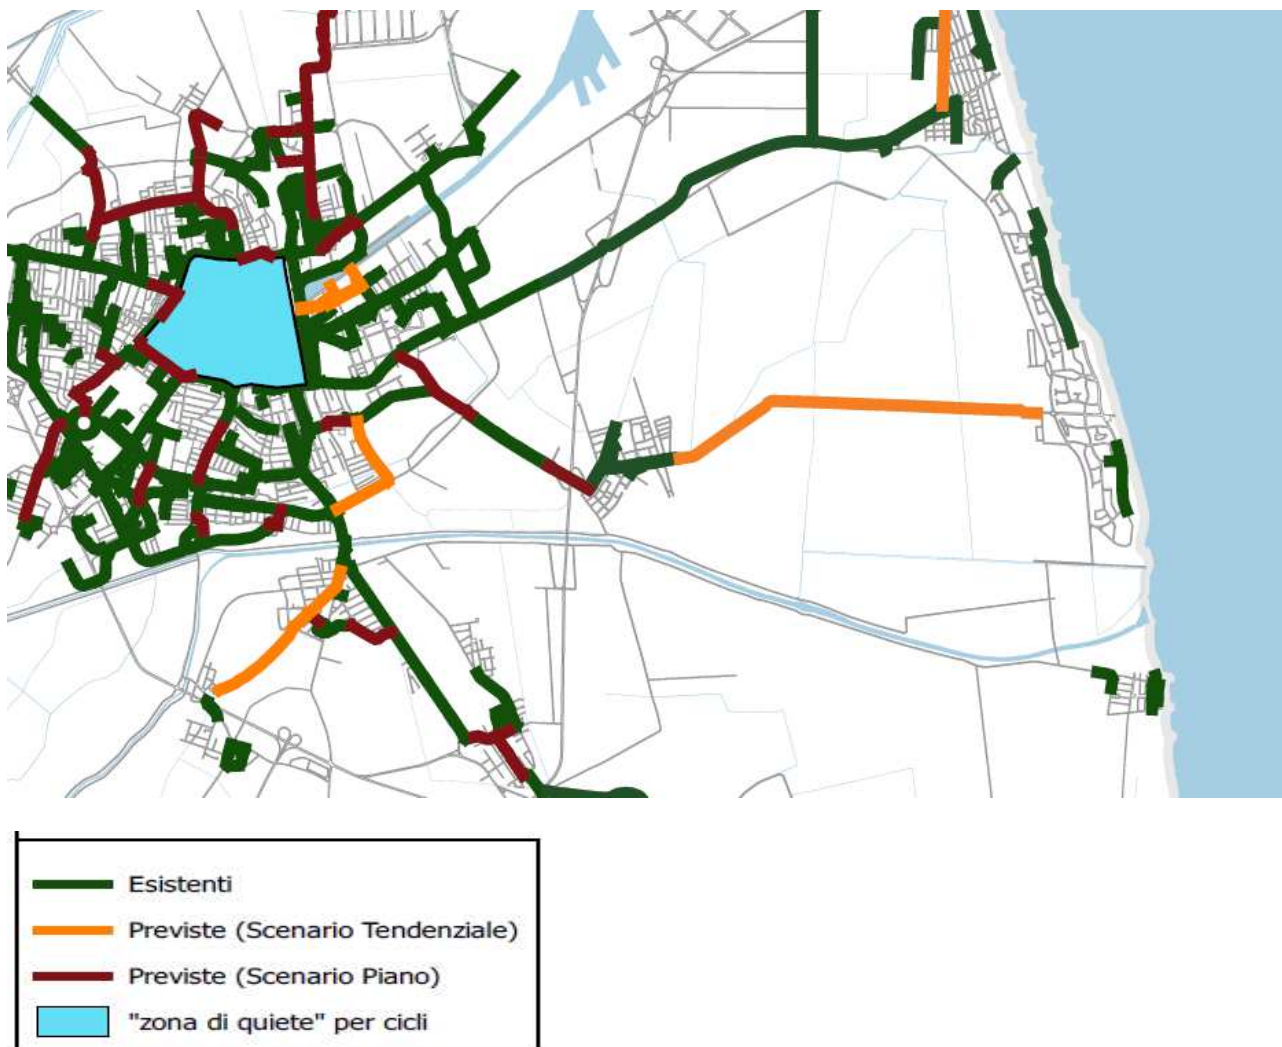 Esistenti
Previste (Scenario Tendenziale)
Previste (Scenario Piano)
"zona di quiete" per cicli